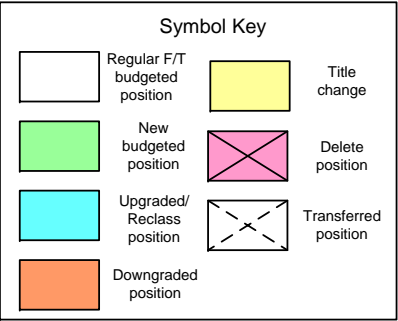 Symbol Key
Regular F/T
budgeted
position
New
budgeted
position
Upgraded/
Reclass
position
Downgraded
position
Title
change
Delete
position
Transferred
position